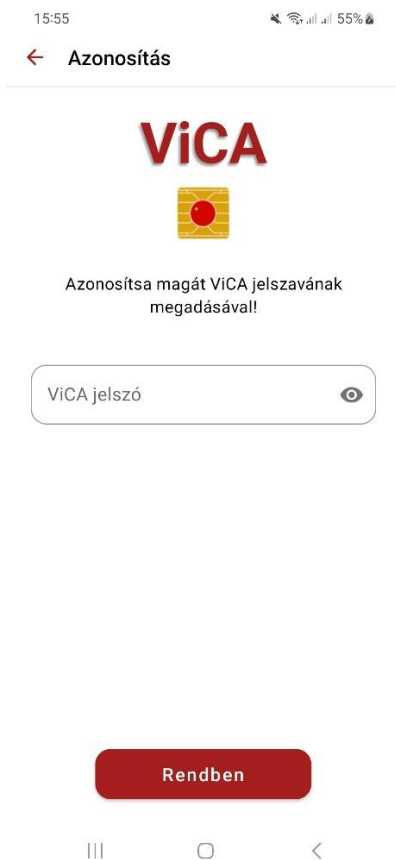 15:55 55%
Azonosítás
ViCA
Azonosítsa magát ViCA jelszavának
megadásával!
ViCA jelszó
Rendben